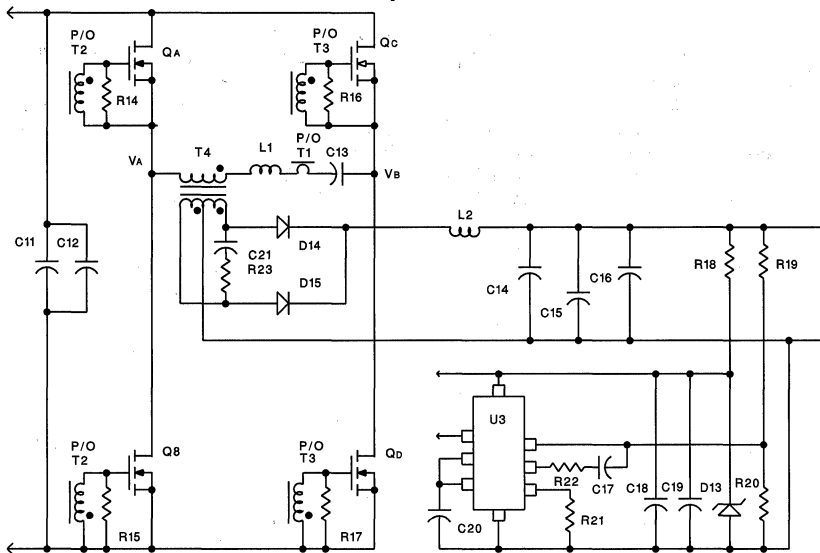 P/O
T2
QA
R14
P/O
T3
QC
R16
VA
T4
L1
P/O
T1
C13
VB
C11
C12
C21
R23
D14
D15
L2
C14
C15
C16
R18
R19
U3
R22
C17
C18
C19
D13
R20
C20
R21
P/O
T2
Q8
R15
P/O
T3
QD
R17